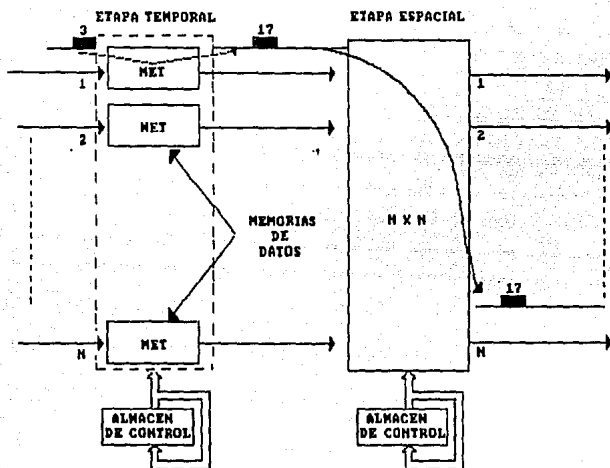 ETAPA TEMPORAL
ETAPA ESPACIAL
3
17
MET
1
1
MET
2
2
MEMORIAS
DE
DATOS
N X N
17
MET
N
N
ALMACEN
DE CONTROL
ALMACEN
DE CONTROL